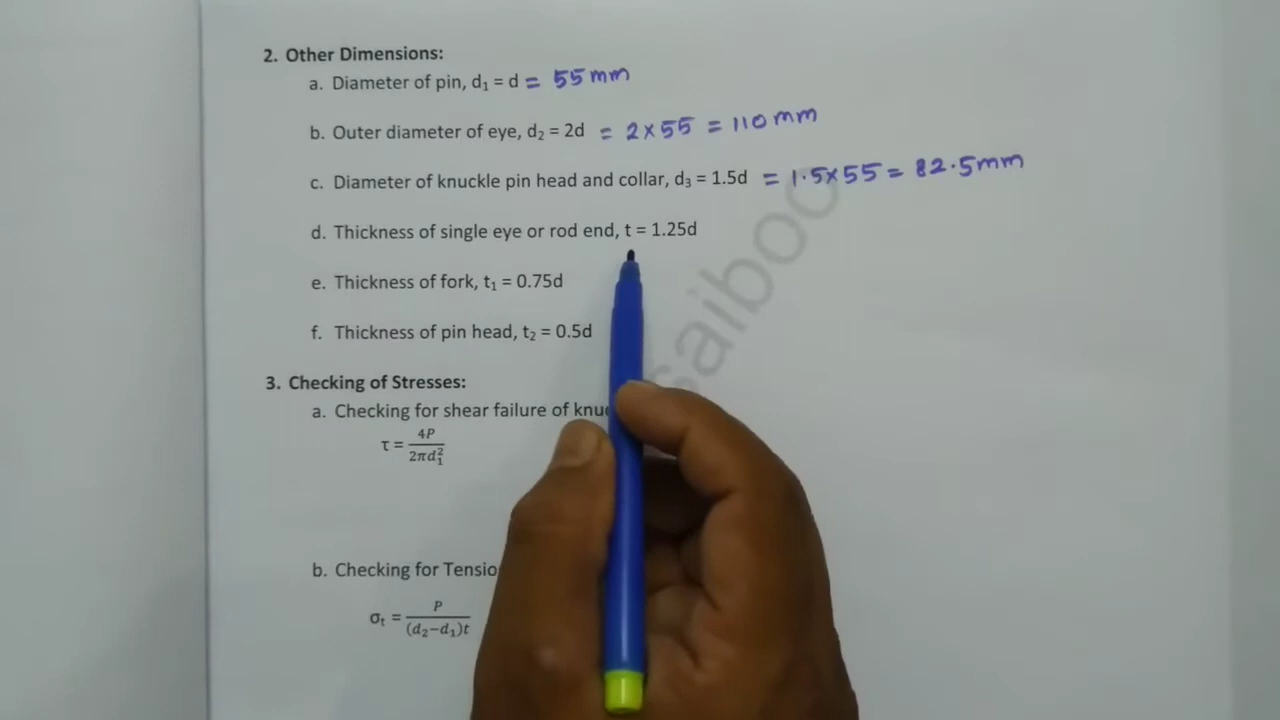 2. Other Dimensions:
a. Diameter of pin, d₁ = d = 55 mm
b. Outer diameter of eye, d₂ = 2d = 2 × 55 = 110 mm
c. Diameter of knuckle pin head and collar, d₃ = 1.5d = 1.5 × 55 = 82.5 mm
d. Thickness of single eye or rod end, t = 1.25d
e. Thickness of fork, t₁ = 0.75d
f. Thickness of pin head, t₂ = 0.5d
3. Checking of Stresses:
a. Checking for shear failure of
τ = 4P / 2πd₁²
b. Checking for
σₜ = P / (d₂−d₁)t
saiboo